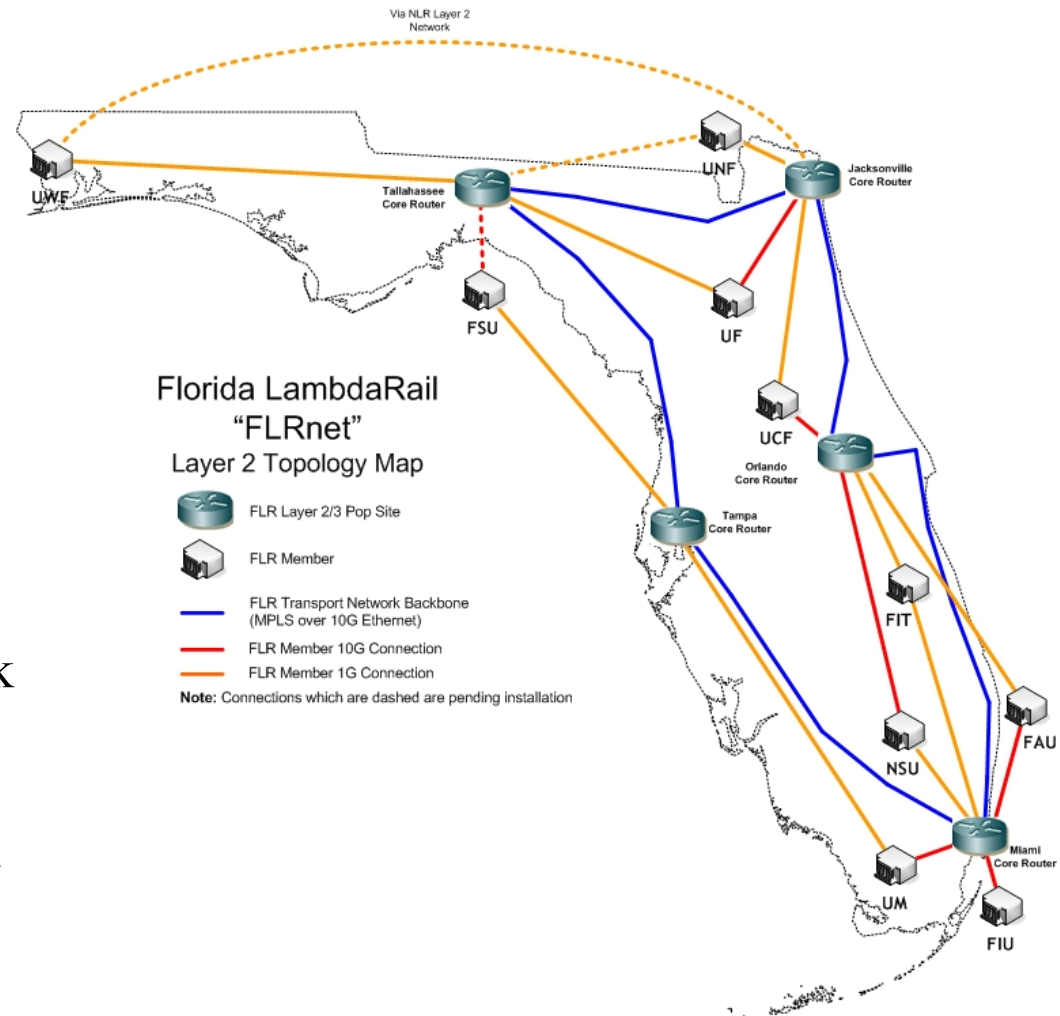 Via NLR Layer 2
Network
UWF
UNF
Tallahassee
Core Router
Jacksonville
Core Router
FSU
UF
Florida LambdaRail
“FLRnet”
Layer 2 Topology Map
UCF
Orlando
Core Router
FLR Layer 2/3 Pop Site
Tampa
Core Router
FLR Member
FIT
FLR Transport Network Backbone
(MPLS over 10G Ethernet)
FLR Member 10G Connection
FLR Member 1G Connection
k
Note: Connections which are dashed are pending installation
FAU
NSU
Miami
Core Router
UM
FIU